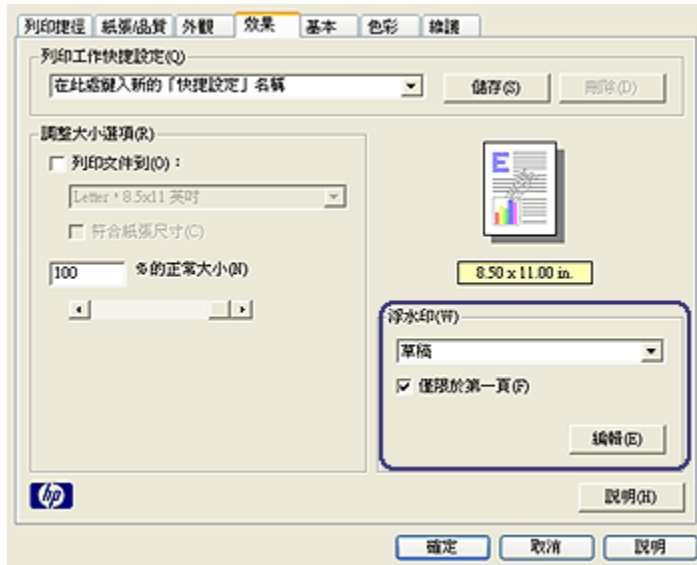 列印捷徑 紙張/品質 外觀 效果 基本 色彩 維護
列印工作快捷設定(Q)
在此處鍵入新的「快捷設定」名稱 儲存(S) 刪除(D)
調整大小選項(R)
列印文件到(O)：
Letter，8.5x11 英吋
符合紙張尺寸(C)
100 %的正常大小(N)
E
8.50 x 11.00 in.
浮水印(W)
草稿
僅限於第一頁(F)
編輯(E)
hp 說明(H)
確定 取消 說明